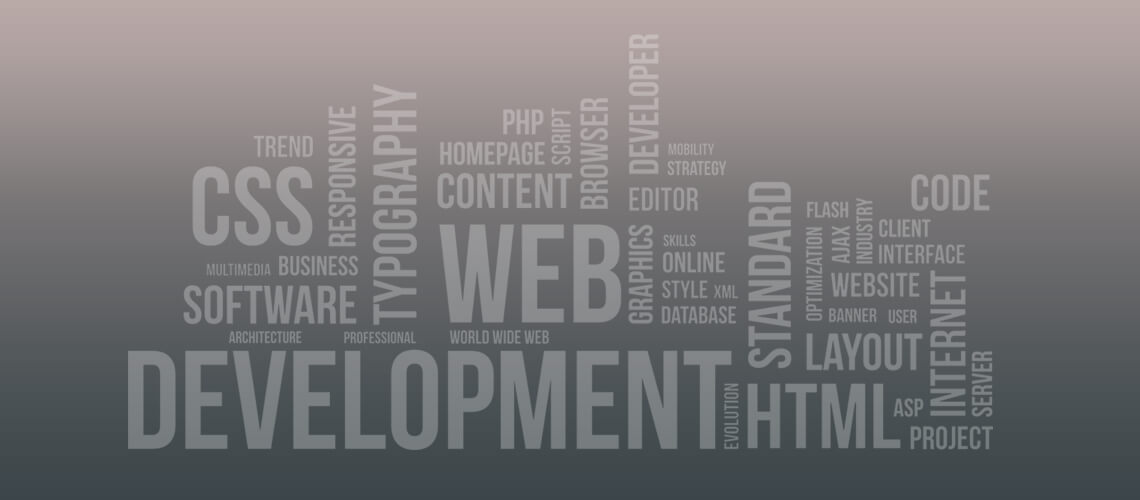 DEVELOPER
TYPOGRAPHY
PHP
SCRIPT
BROWSER
RESPONSIVE
TREND
HOMEPAGE
MOBILITY
STRATEGY
CSS
CONTENT
EDITOR
CODE
STANDARD
FLASH
AJAX
INDUSTRY
CLIENT
WEB
GRAPHICS
SKILLS
ONLINE
OPTIMIZATION
INTERFACE
MULTIMEDIA
BUSINESS
STYLE
XML
WEBSITE
INTERNET
SOFTWARE
DATABASE
BANNER
USER
ARCHITECTURE
PROFESSIONAL
WORLD WIDE WEB
LAYOUT
SERVER
DEVELOPMENT
EVOLUTION
HTML
ASP
PROJECT